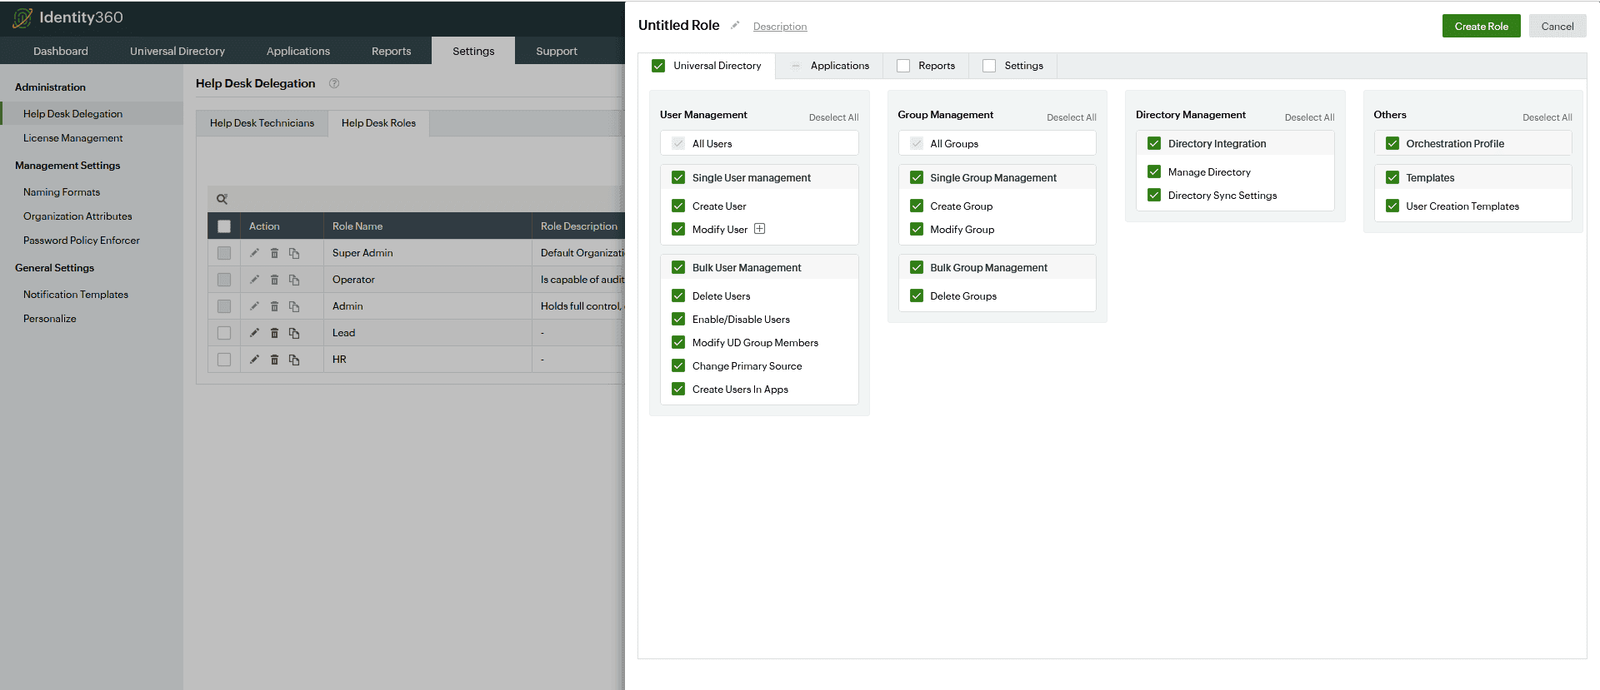 Identity360
Dashboard
Universal Directory
Applications
Reports
Settings
Support
Administration
Help Desk Delegation
License Management
Management Settings
Naming Formats
Organization Attributes
Password Policy Enforcer
General Settings
Notification Templates
Personalize
Help Desk Delegation ?
Help Desk Technicians
Help Desk Roles
Action Role Name Role Description
Super Admin Default Organizati
Operator Is capable of audit
Admin Holds full control,
Lead -
HR -
Untitled Role Description
Create Role
Cancel
Universal Directory
Applications
Reports
Settings
User Management Deselect All
All Users
Single User management
Create User
Modify User
Bulk User Management
Delete Users
Enable/Disable Users
Modify UD Group Members
Change Primary Source
Create Users In Apps
Group Management Deselect All
All Groups
Single Group Management
Create Group
Modify Group
Bulk Group Management
Delete Groups
Directory Management Deselect All
Directory Integration
Manage Directory
Directory Sync Settings
Others Deselect All
Orchestration Profile
Templates
User Creation Templates